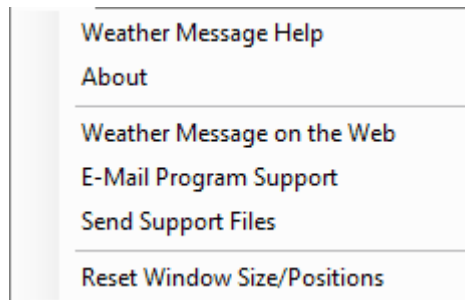 Weather Message Help
About
Weather Message on the Web
E-Mail Program Support
Send Support Files
Reset Window Size/Positions